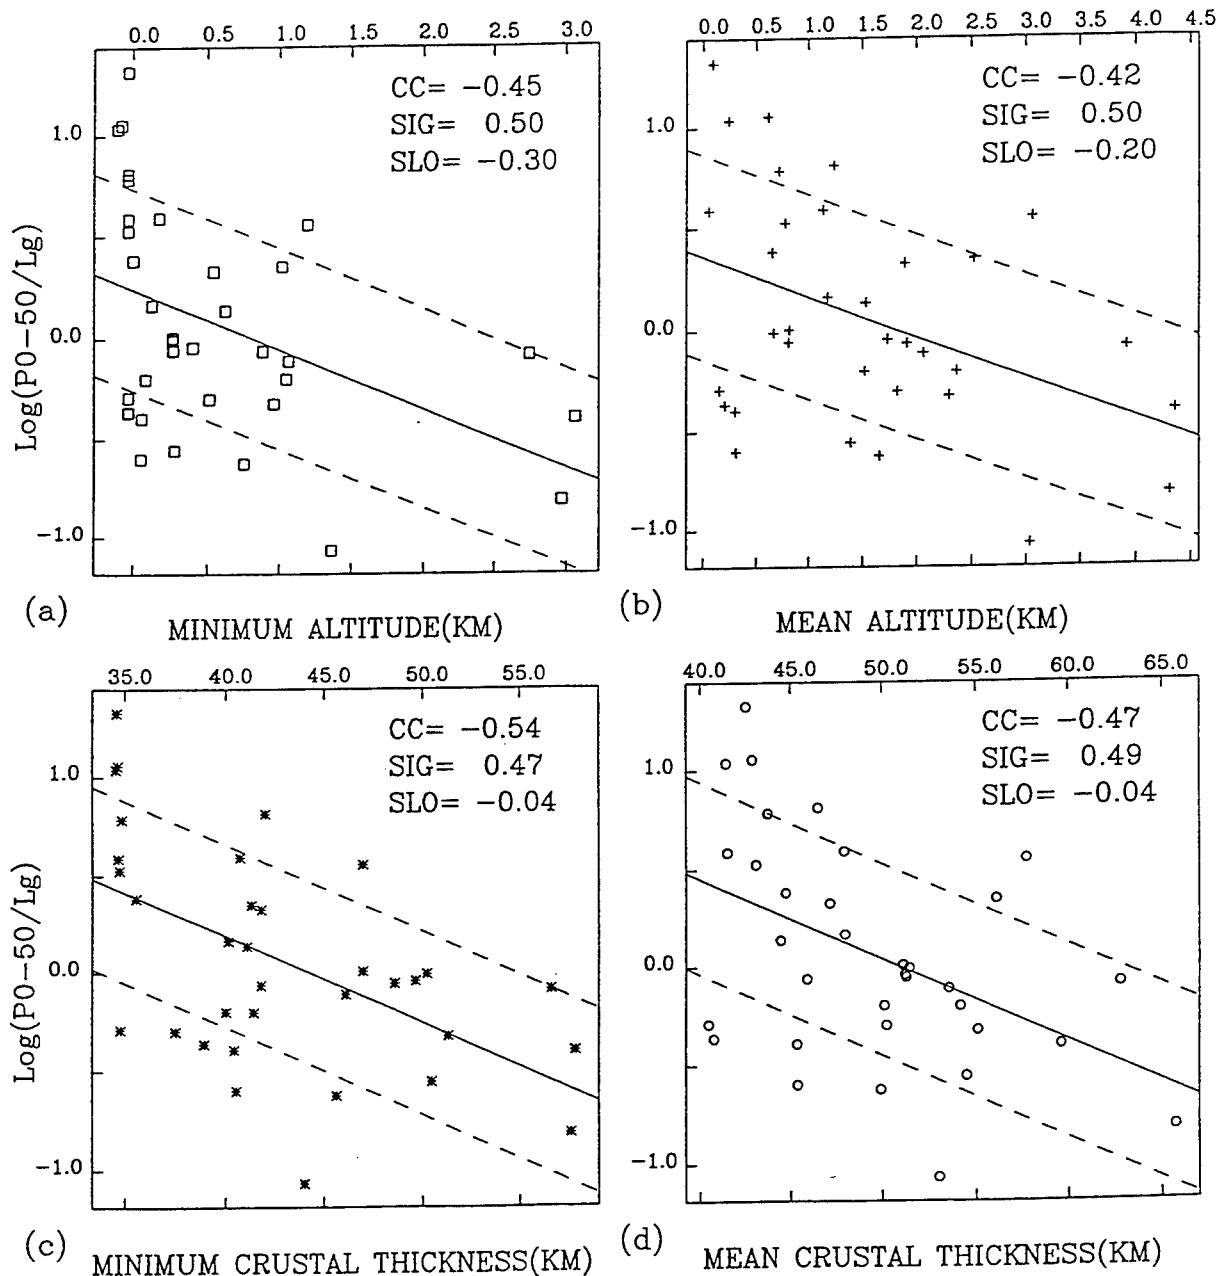 0.0 0.5 1.0 2.0 3.0
CC= −0.45
SIG= 0.50
SLO= −0.30
1.0
0.0
−1.0
Log(P0−50/Lg)
(a)
MINIMUM ALTITUDE(KM)
0.0 0.5 1.0 1.5 2.0 2.5 3.0 3.5 4.0 4.5
CC= −0.42
SIG= 0.50
SLO= −0.20
1.0
0.0
−1.0
(b)
MEAN ALTITUDE(KM)
35.0 40.0 45.0 50.0 55.0
CC= −0.54
SIG= 0.47
SLO= −0.04
1.0
0.0
−1.0
Log(P0−50/Lg)
(c)
MINIMUM CRUSTAL THICKNESS(KM)
40.0 45.0 50.0 55.0 60.0 65.0
CC= −0.47
SIG= 0.49
SLO= −0.04
1.0
0.0
−1.0
(d)
MEAN CRUSTAL THICKNESS(KM)